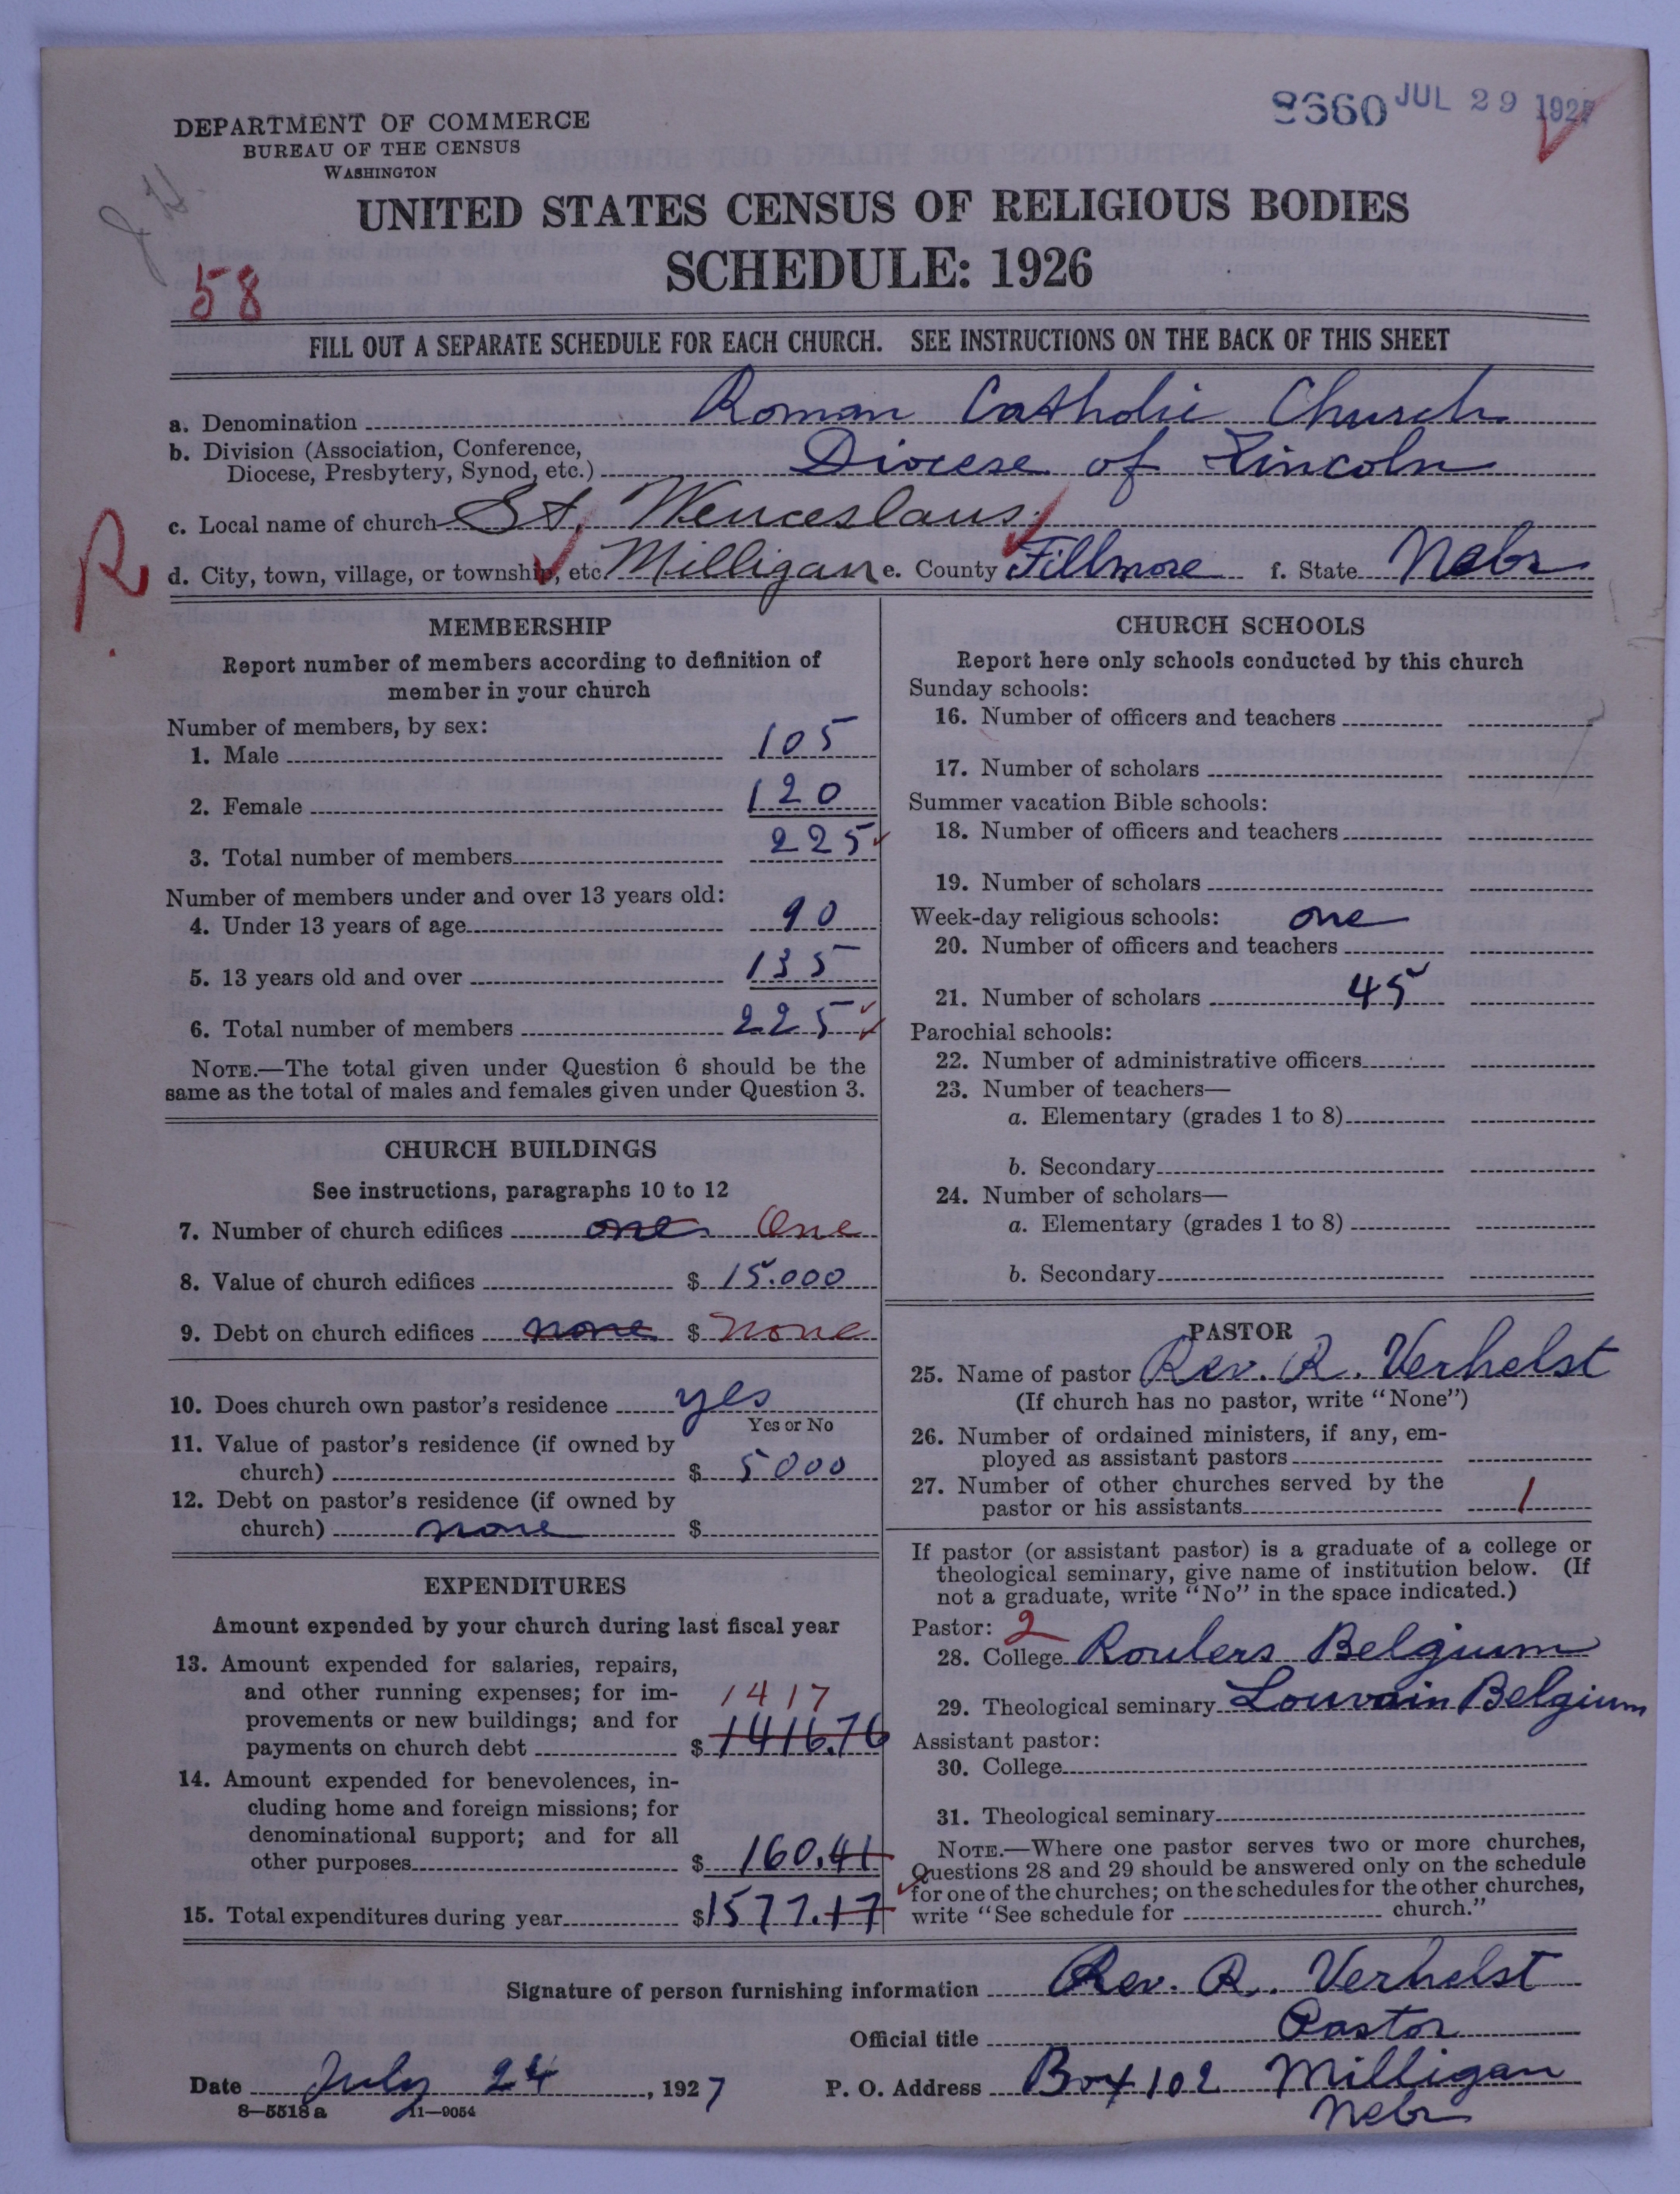 8660 JUL 29 1927
DEPARTMENT OF COMMERCE
BUREAU OF THE CENSUS
WASHINGTON
UNITED STATES CENSUS OF RELIGIOUS BODIES
SCHEDULE: 1926
58
FILL OUT A SEPARATE SCHEDULE FOR EACH CHURCH. SEE INSTRUCTIONS ON THE BACK OF THIS SHEET
a. Denomination Roman Catholic Church
b. Division (Association, Conference,
Diocese, Presbytery, Synod, etc.) Diocese of Lincoln
c. Local name of church St. Wenceslaus
R
d. City, town, village, or township, etc. Milligan e. County Fillmore f. State Nebr
MEMBERSHIP
Report number of members according to definition of
member in your church
Number of members, by sex:
1. Male 105
2. Female 120
3. Total number of members 225
Number of members under and over 13 years old:
4. Under 13 years of age 90
5. 13 years old and over 135
6. Total number of members 225
NOTE.—The total given under Question 6 should be the
same as the total of males and females given under Question 3.
CHURCH BUILDINGS
See instructions, paragraphs 10 to 12
7. Number of church edifices one One
8. Value of church edifices $ 15.000
9. Debt on church edifices none $ none
10. Does church own pastor's residence yes
Yes or No
11. Value of pastor's residence (if owned by
church) $ 5000
12. Debt on pastor's residence (if owned by
church) none $
EXPENDITURES
Amount expended by your church during last fiscal year
13. Amount expended for salaries, repairs,
and other running expenses; for im- 1417
provements or new buildings; and for
payments on church debt $ 1416.76
14. Amount expended for benevolences, in-
cluding home and foreign missions; for
denominational support; and for all
other purposes $ 160.41
15. Total expenditures during year $1577.17
CHURCH SCHOOLS
Report here only schools conducted by this church
Sunday schools:
16. Number of officers and teachers
17. Number of scholars
Summer vacation Bible schools:
18. Number of officers and teachers
19. Number of scholars
Week-day religious schools: one
20. Number of officers and teachers
21. Number of scholars 45
Parochial schools:
22. Number of administrative officers
23. Number of teachers—
a. Elementary (grades 1 to 8)
b. Secondary
24. Number of scholars—
a. Elementary (grades 1 to 8)
b. Secondary
PASTOR
25. Name of pastor Rev. R. Verhelst
(If church has no pastor, write "None")
26. Number of ordained ministers, if any, em-
ployed as assistant pastors
27. Number of other churches served by the
pastor or his assistants 1
If pastor (or assistant pastor) is a graduate of a college or
theological seminary, give name of institution below. (If
not a graduate, write "No" in the space indicated.)
Pastor: 2
28. College Roulers Belgium
29. Theological seminary Louvain Belgium
Assistant pastor:
30. College
31. Theological seminary
NOTE.—Where one pastor serves two or more churches,
Questions 28 and 29 should be answered only on the schedule
for one of the churches; on the schedules for the other churches,
write "See schedule for church."
Signature of person furnishing information Rev. R. Verhelst
Official title Pastor
Date July 24, 1927 P. O. Address Box 102 Milligan
Nebr
8—5518 a 11—9054